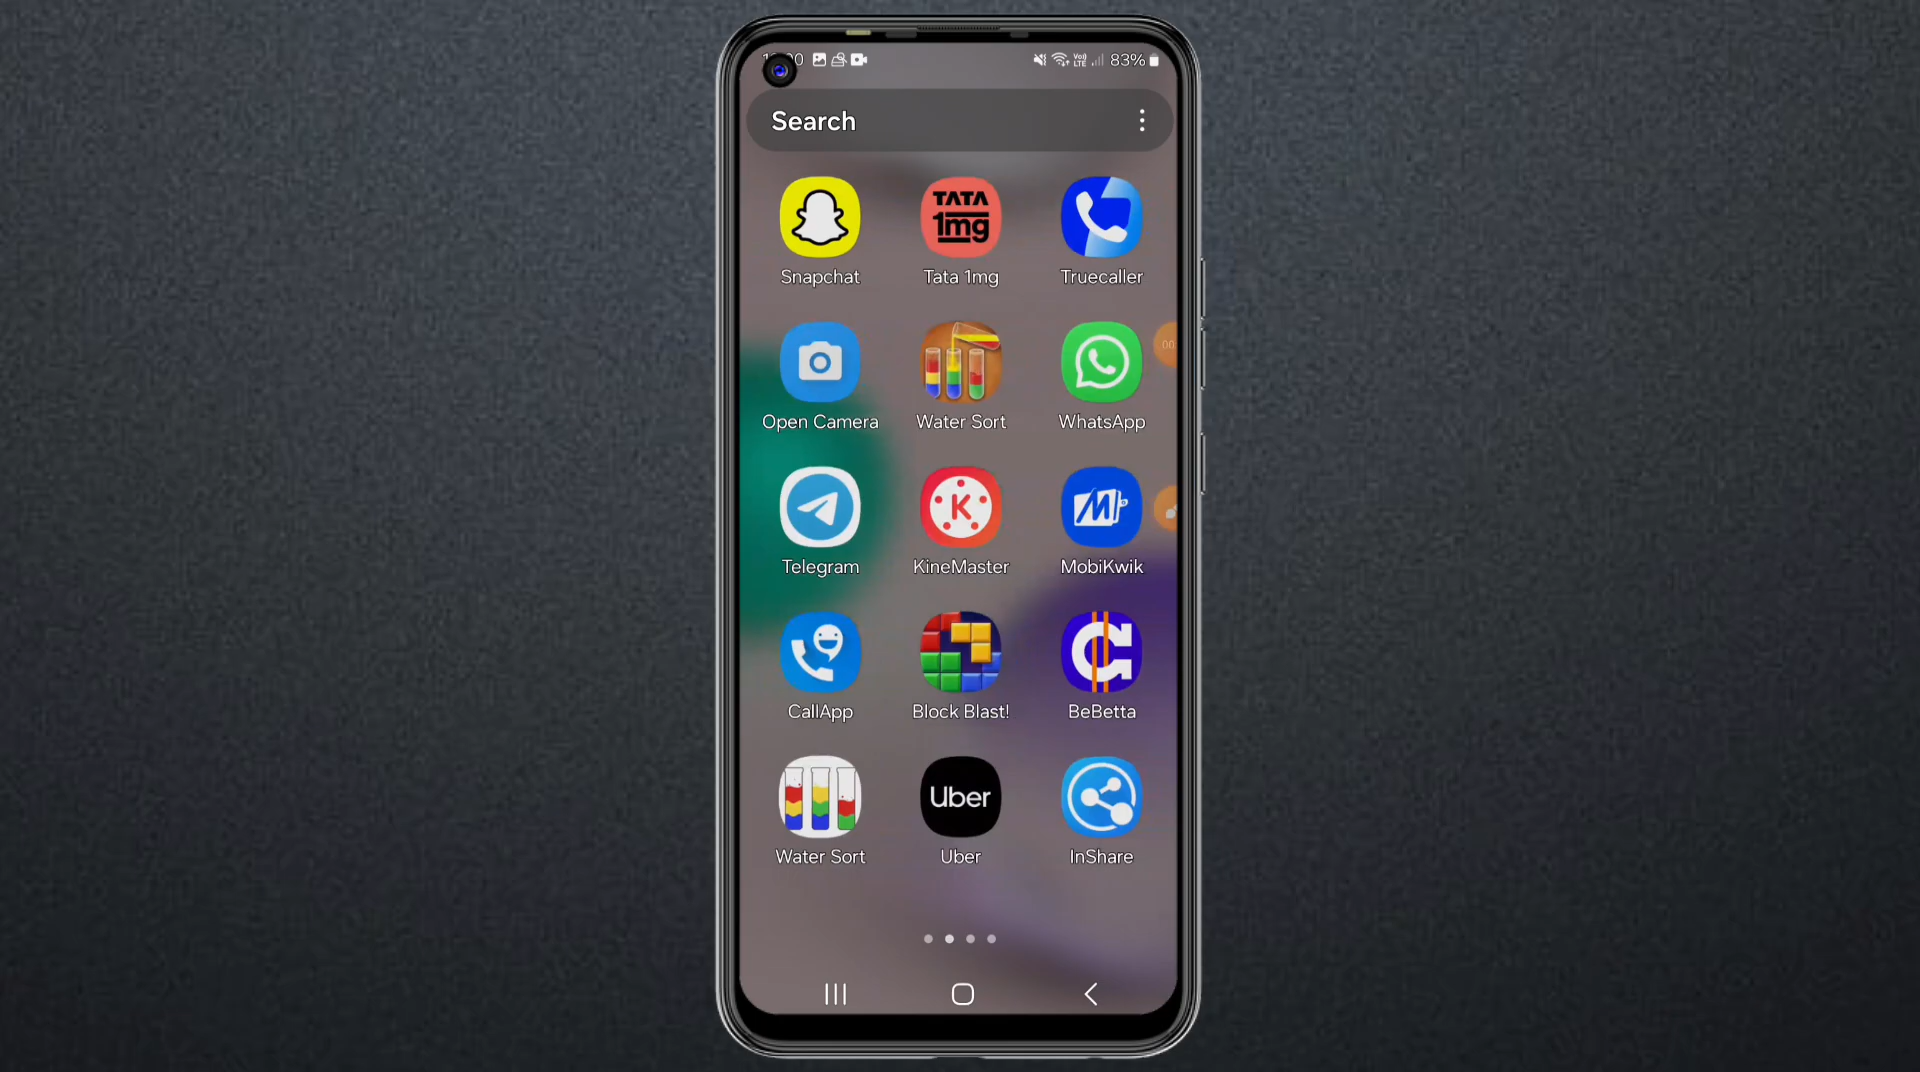 83%
Search
TATA
1mg
Snapchat
Tata 1mg
Truecaller
00
Open Camera
Water Sort
WhatsApp
K
Telegram
KineMaster
MobiKwik
CallApp
Block Blast!
BeBetta
Uber
Water Sort
Uber
InShare